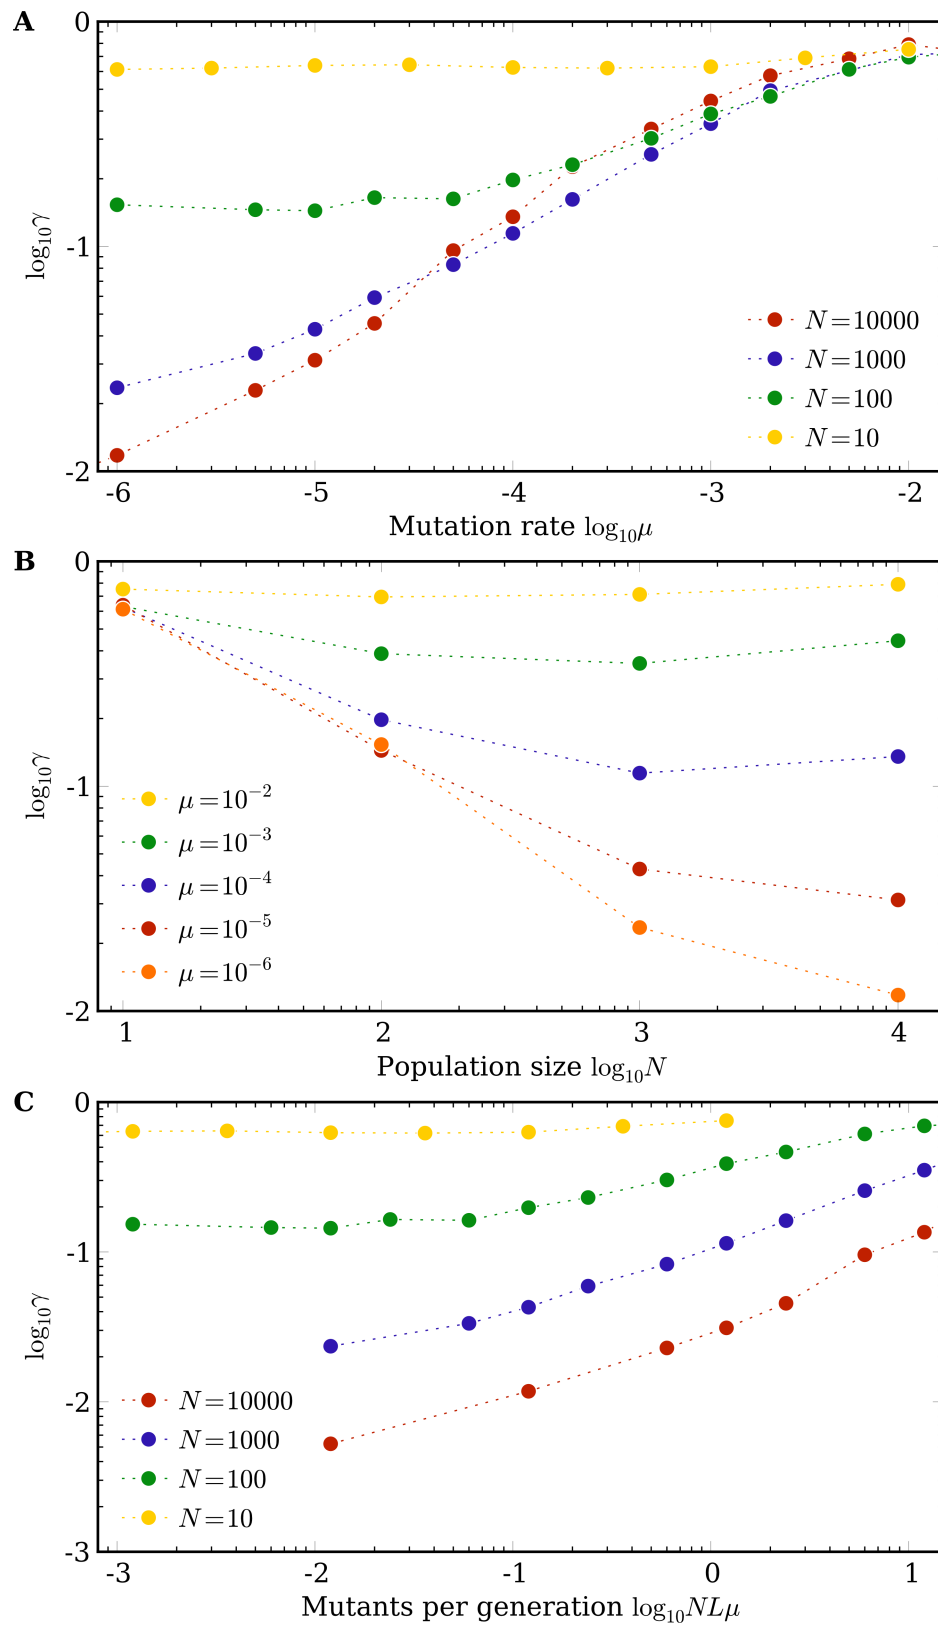 A
0
-1
-2
log₁₀γ
-6 -5 -4 -3 -2
Mutation rate log₁₀μ
N=10000
N=1000
N=100
N=10
B
0
-1
-2
log₁₀γ
μ=10⁻²
μ=10⁻³
μ=10⁻⁴
μ=10⁻⁵
μ=10⁻⁶
1 2 3 4
Population size log₁₀N
C
0
-1
-2
-3
log₁₀γ
N=10000
N=1000
N=100
N=10
-3 -2 -1 0 1
Mutants per generation log₁₀NLμ